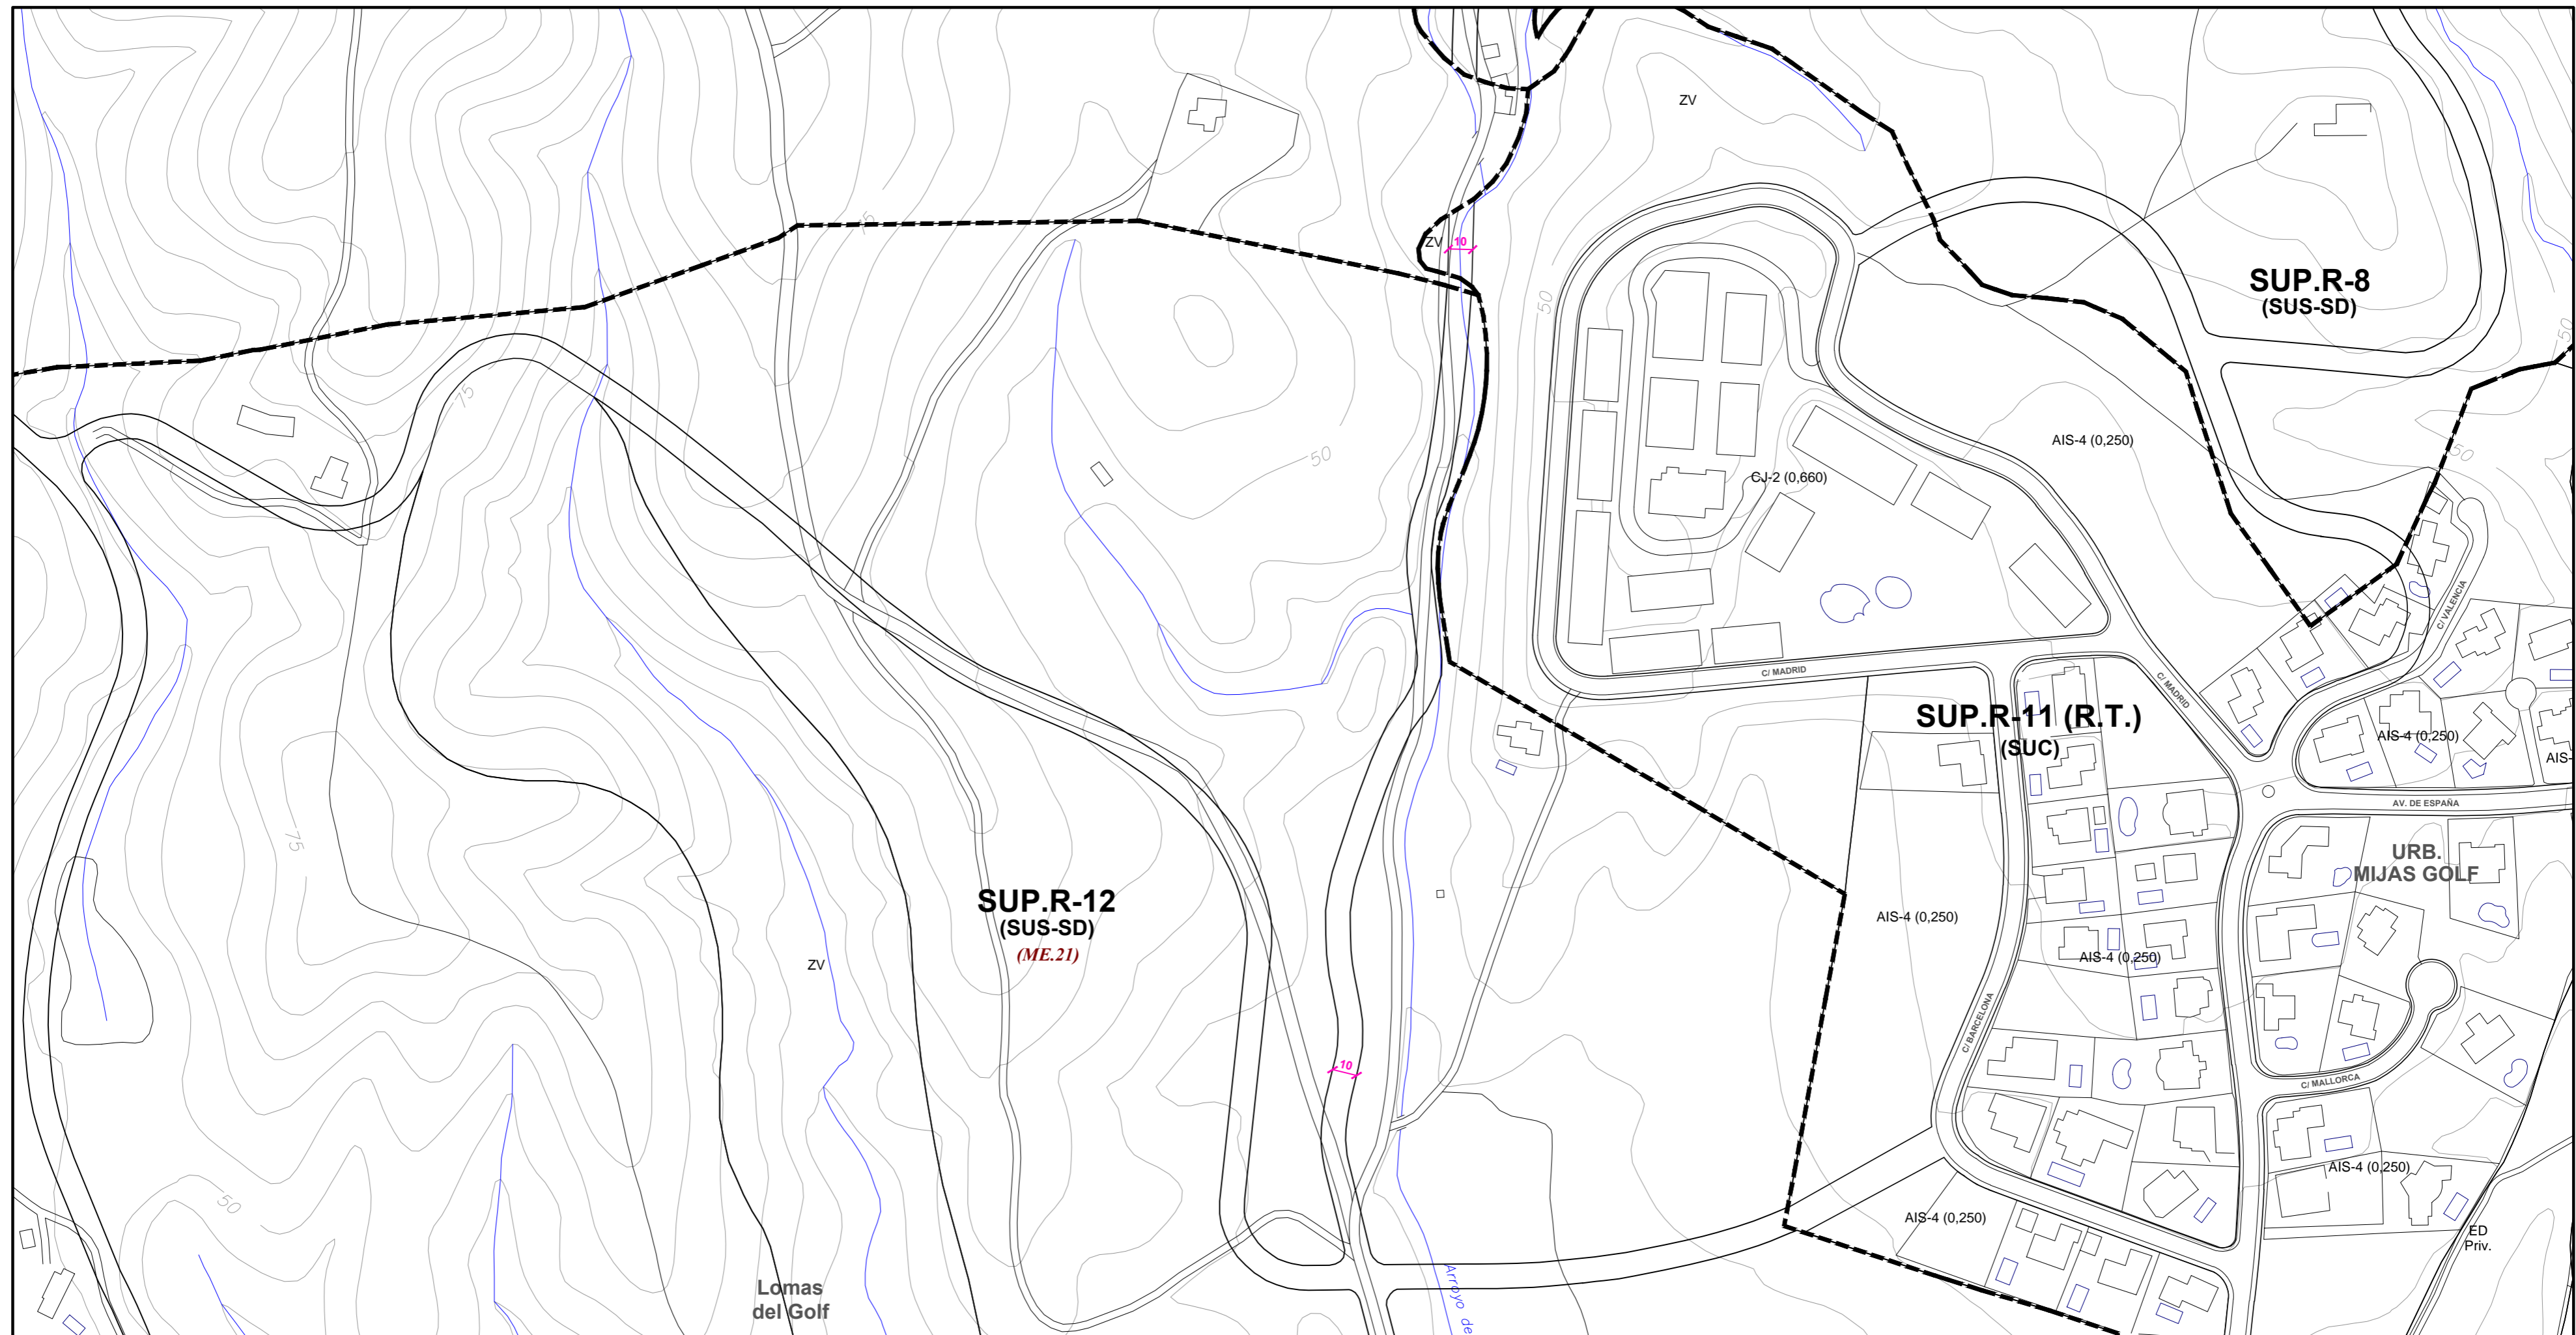 ZV
75
ZV
10
50
SUP.R-8
(SUS-SD)
50
75
50
AIS-4 (0,250)
50
CJ-2 (0,660)
C/ VALENCIA
C/ MADRID
C/ MADRID
SUP.R-11 (R.T.)
(SUC)
AIS-4 (0,250)
AIS-
AV. DE ESPAÑA
75
URB.
MIJAS GOLF
SUP.R-12
(SUS-SD)
(ME.21)
AIS-4 (0,250)
AIS-4 (0,250)
ZV
C/ BARCELONA
10
C/ MALLORCA
AIS-4 (0,250)
50
AIS-4 (0,250)
ED
Priv.
Lomas
del Golf
Arroyo de